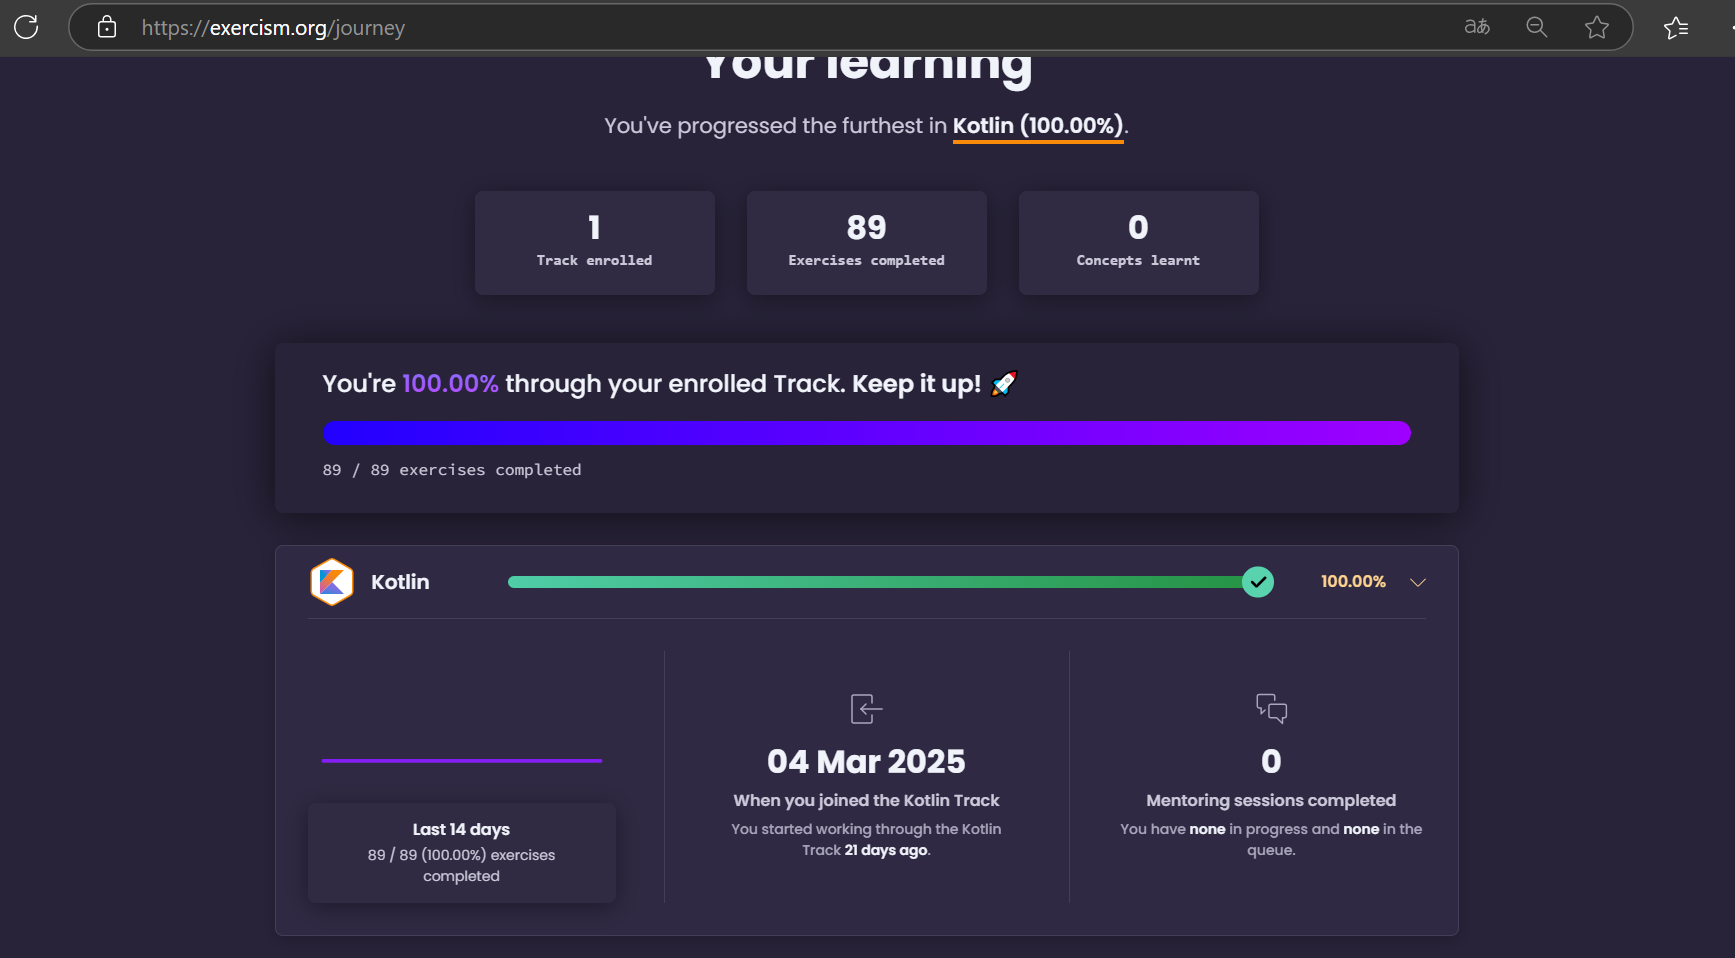 https://exercism.org/journey
aあ
Your learning
You've progressed the furthest in Kotlin (100.00%).
1
Track enrolled
89
Exercises completed
0
Concepts learnt
You're 100.00% through your enrolled Track. Keep it up! 🚀
89 / 89 exercises completed
Kotlin
100.00%
Last 14 days
89 / 89 (100.00%) exercises
completed
04 Mar 2025
When you joined the Kotlin Track
You started working through the Kotlin
Track 21 days ago.
0
Mentoring sessions completed
You have none in progress and none in the
queue.